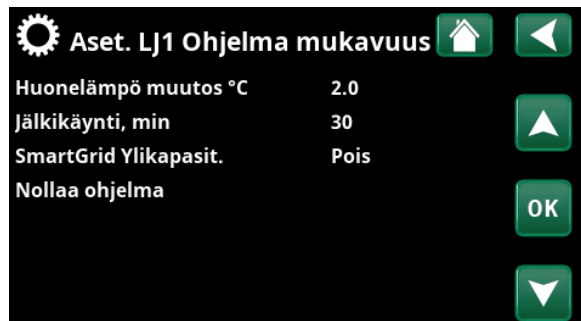 Aset. LJ1 Ohjelma mukavuus
Huonelämpö muutos °C 2.0
Jälkikäynti, min 30
SmartGrid Ylikapasit. Pois
Nollaa ohjelma
OK